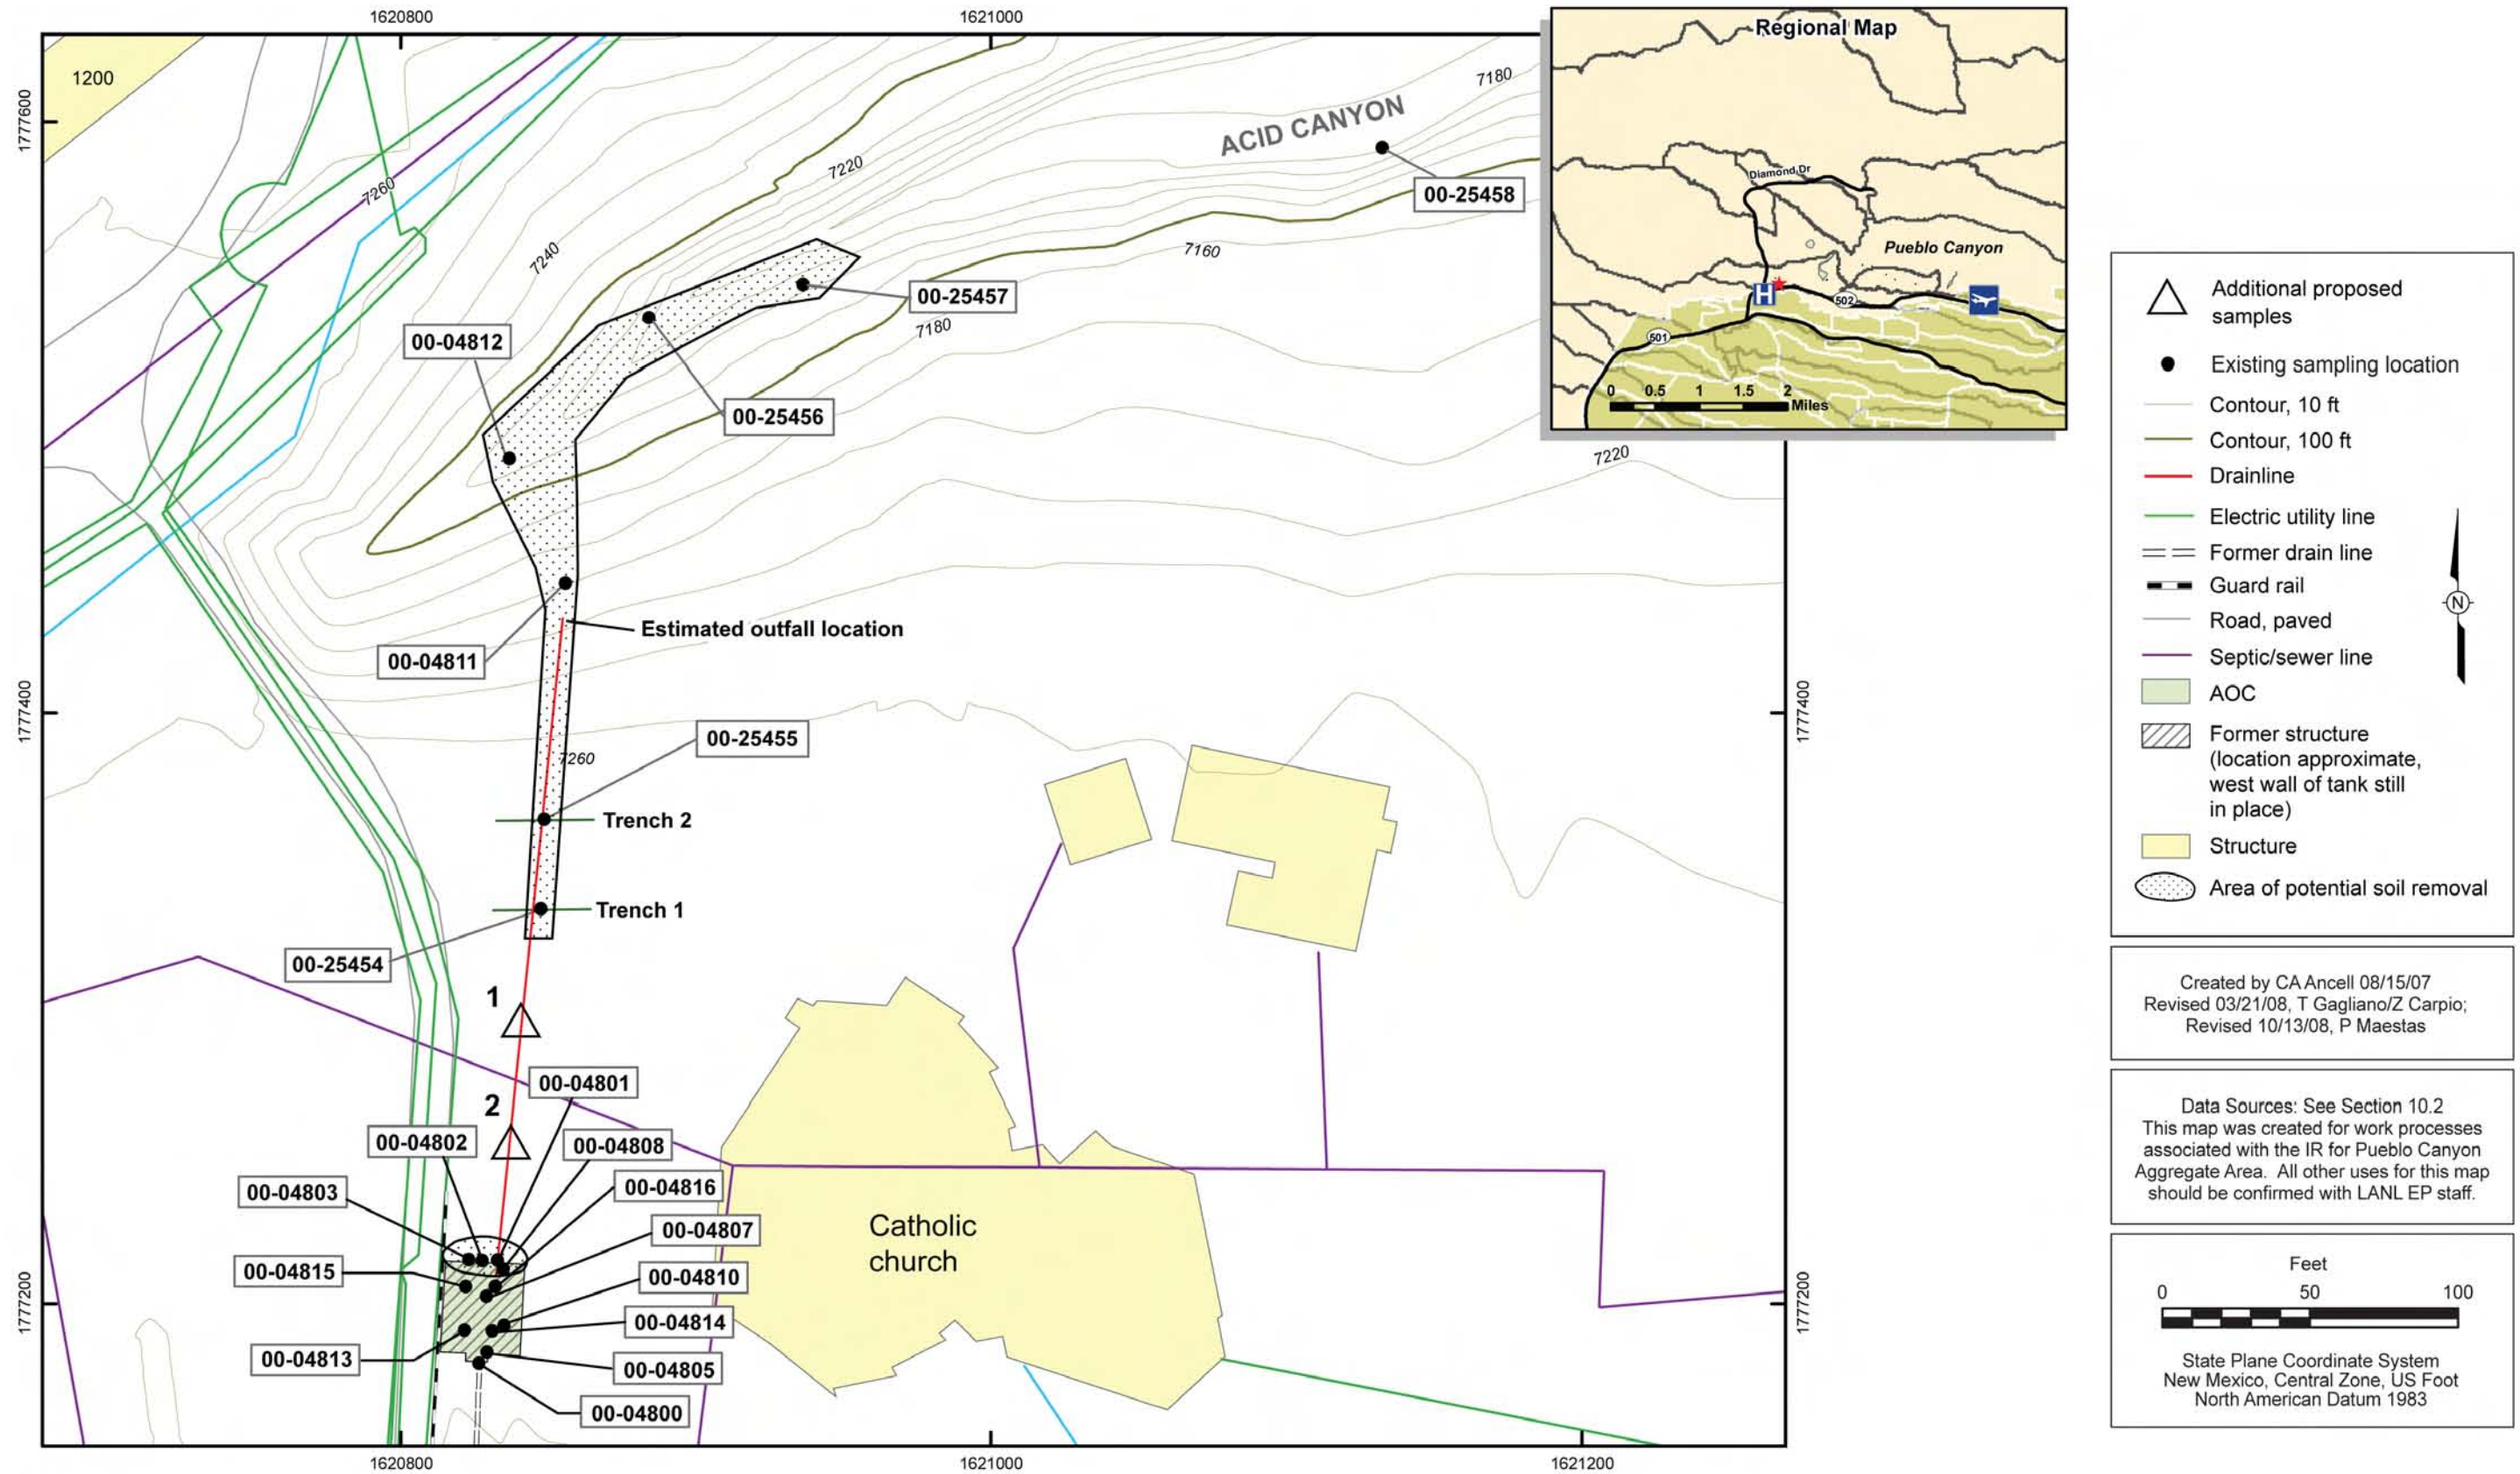 1620800
1621000
1777600
1777400
1777200
1200
7260
7240
7220
ACID CANYON
7180
00-25458
7160
00-25457
7180
00-04812
00-25456
7220
Estimated outfall location
00-04811
00-25455
7260
Trench 2
Trench 1
00-25454
1
2
00-04801
00-04802
00-04808
00-04803
00-04816
00-04807
00-04815
00-04810
00-04814
00-04813
00-04805
00-04800
Catholic
church
1777400
1777200
1620800
1621000
1621200
Regional Map
Diamond Dr
Pueblo Canyon
H
502
501
0 0.5 1 1.5 2
Miles
Additional proposed
samples
Existing sampling location
Contour, 10 ft
Contour, 100 ft
Drainline
Electric utility line
Former drain line
Guard rail
Road, paved
Septic/sewer line
AOC
Former structure
(location approximate,
west wall of tank still
in place)
Structure
Area of potential soil removal
N
Created by CA Ancell 08/15/07
Revised 03/21/08, T Gagliano/Z Carpio;
Revised 10/13/08, P Maestas
Data Sources: See Section 10.2
This map was created for work processes
associated with the IR for Pueblo Canyon
Aggregate Area. All other uses for this map
should be confirmed with LANL EP staff.
Feet
0 50 100
State Plane Coordinate System
New Mexico, Central Zone, US Foot
North American Datum 1983